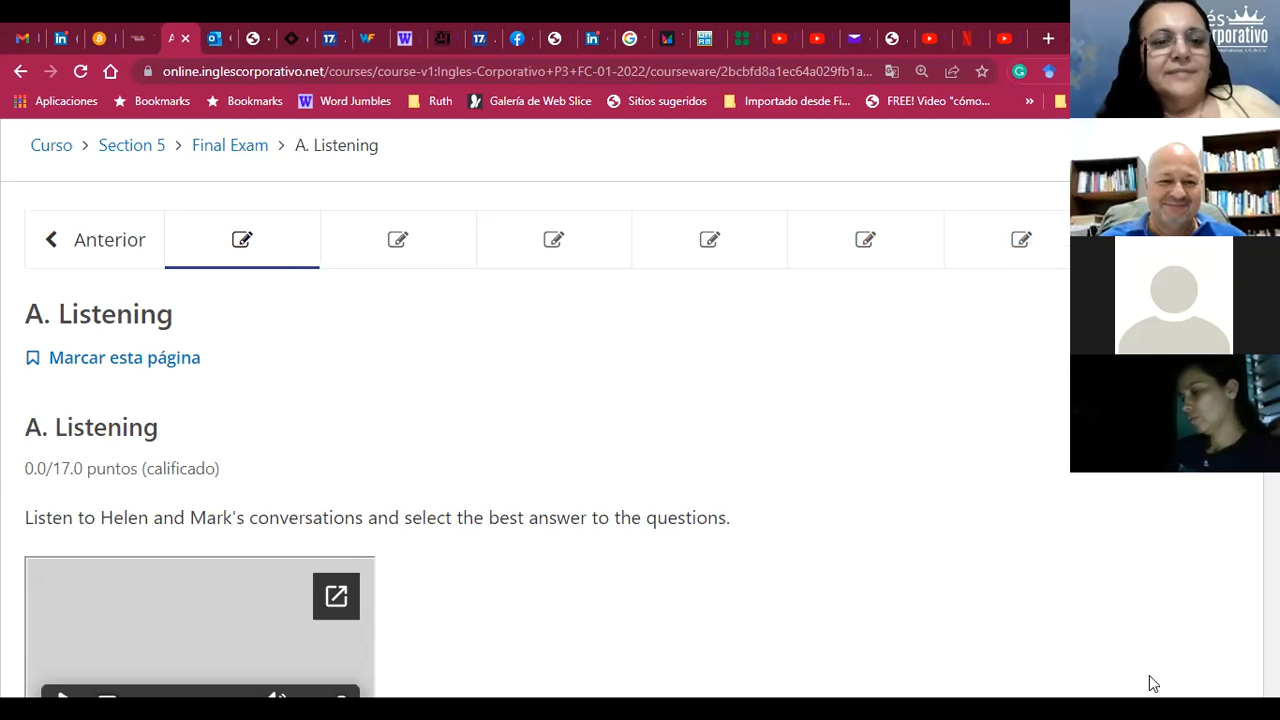 és
orporativo
online.inglescorporativo.net/courses/course-v1:Ingles-Corporativo+P3+FC-01-2022/courseware/2bcbfd8a1ec64a029fb1a...
Aplicaciones Bookmarks Bookmarks Word Jumbles Ruth Galería de Web Slice Sitios sugeridos Importado desde Fi... FREE! Video "cómo... »
Curso > Section 5 > Final Exam > A. Listening
Anterior
A. Listening
Marcar esta página
A. Listening
0.0/17.0 puntos (calificado)
Listen to Helen and Mark's conversations and select the best answer to the questions.